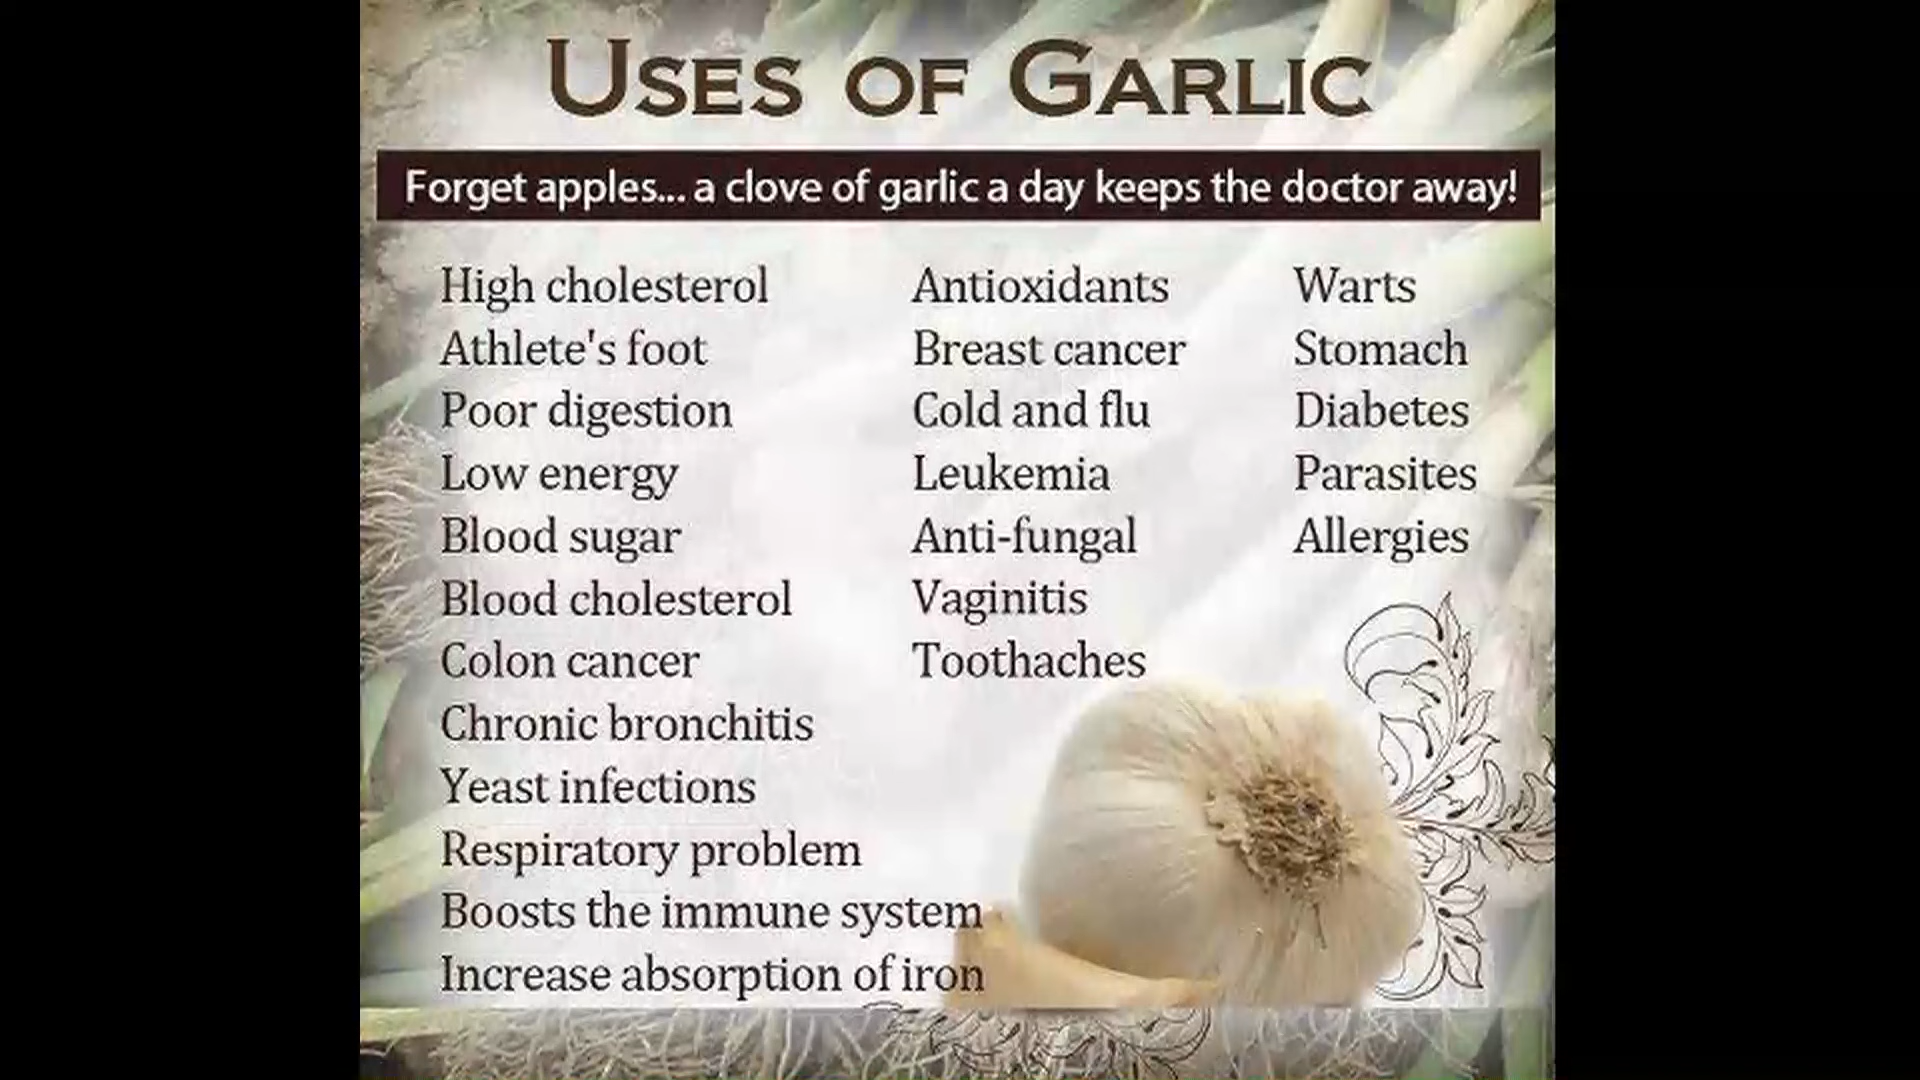 Uses of Garlic
Forget apples... a clove of garlic a day keeps the doctor away!
High cholesterol
Athlete's foot
Poor digestion
Low energy
Blood sugar
Blood cholesterol
Colon cancer
Chronic bronchitis
Yeast infections
Respiratory problem
Boosts the immune system
Increase absorption of iron
Antioxidants
Breast cancer
Cold and flu
Leukemia
Anti-fungal
Vaginitis
Toothaches
Warts
Stomach
Diabetes
Parasites
Allergies